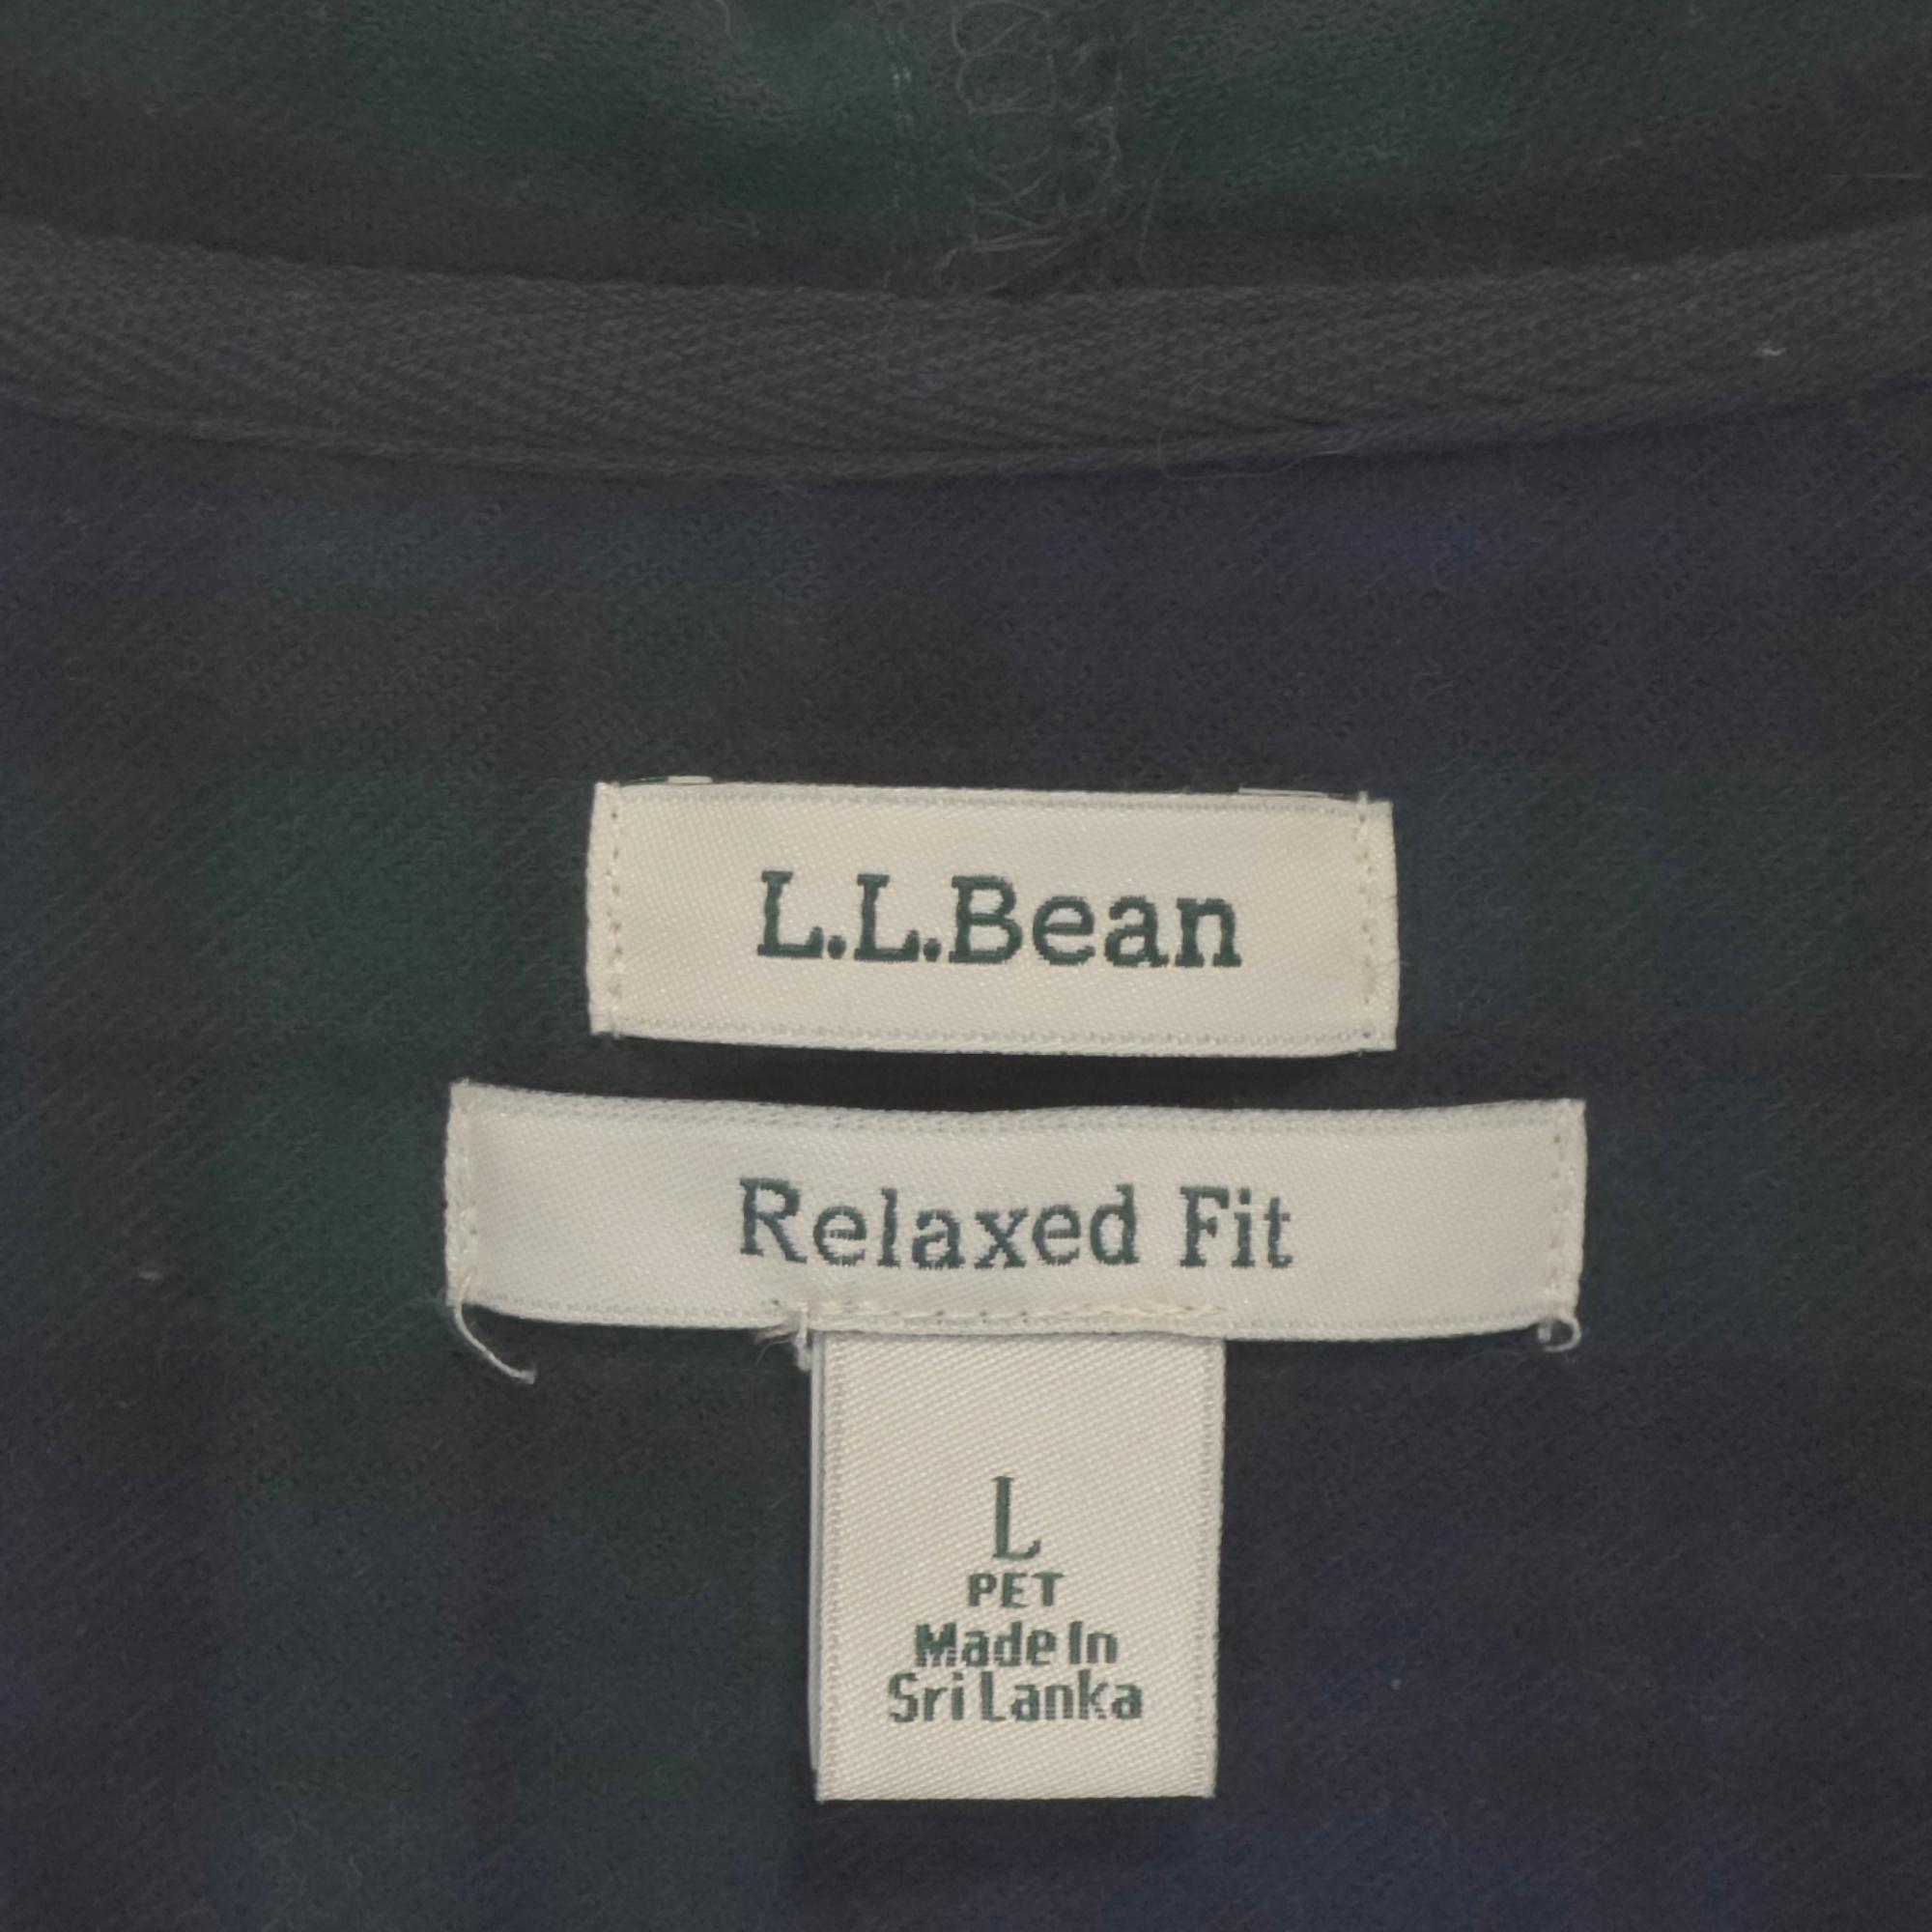 L.L.Bean
Relaxed Fit
L
PET
Made In
Sri Lanka